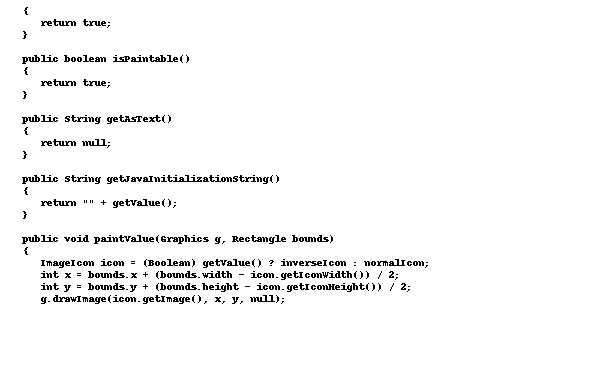 {
return true;
}
public boolean isPaintable()
{
return true;
}
public String getAsText()
{
return null;
}
public String getJavaInitializationString()
{
return "" + getValue();
}
public void paintValue(Graphics g, Rectangle bounds)
{
ImageIcon icon = (Boolean) getValue() ? inverseIcon : normalIcon;
int x = bounds.x + (bounds.width - icon.getIconWidth()) / 2;
int y = bounds.y + (bounds.height - icon.getIconHeight()) / 2;
g.drawImage(icon.getImage(), x, y, null);